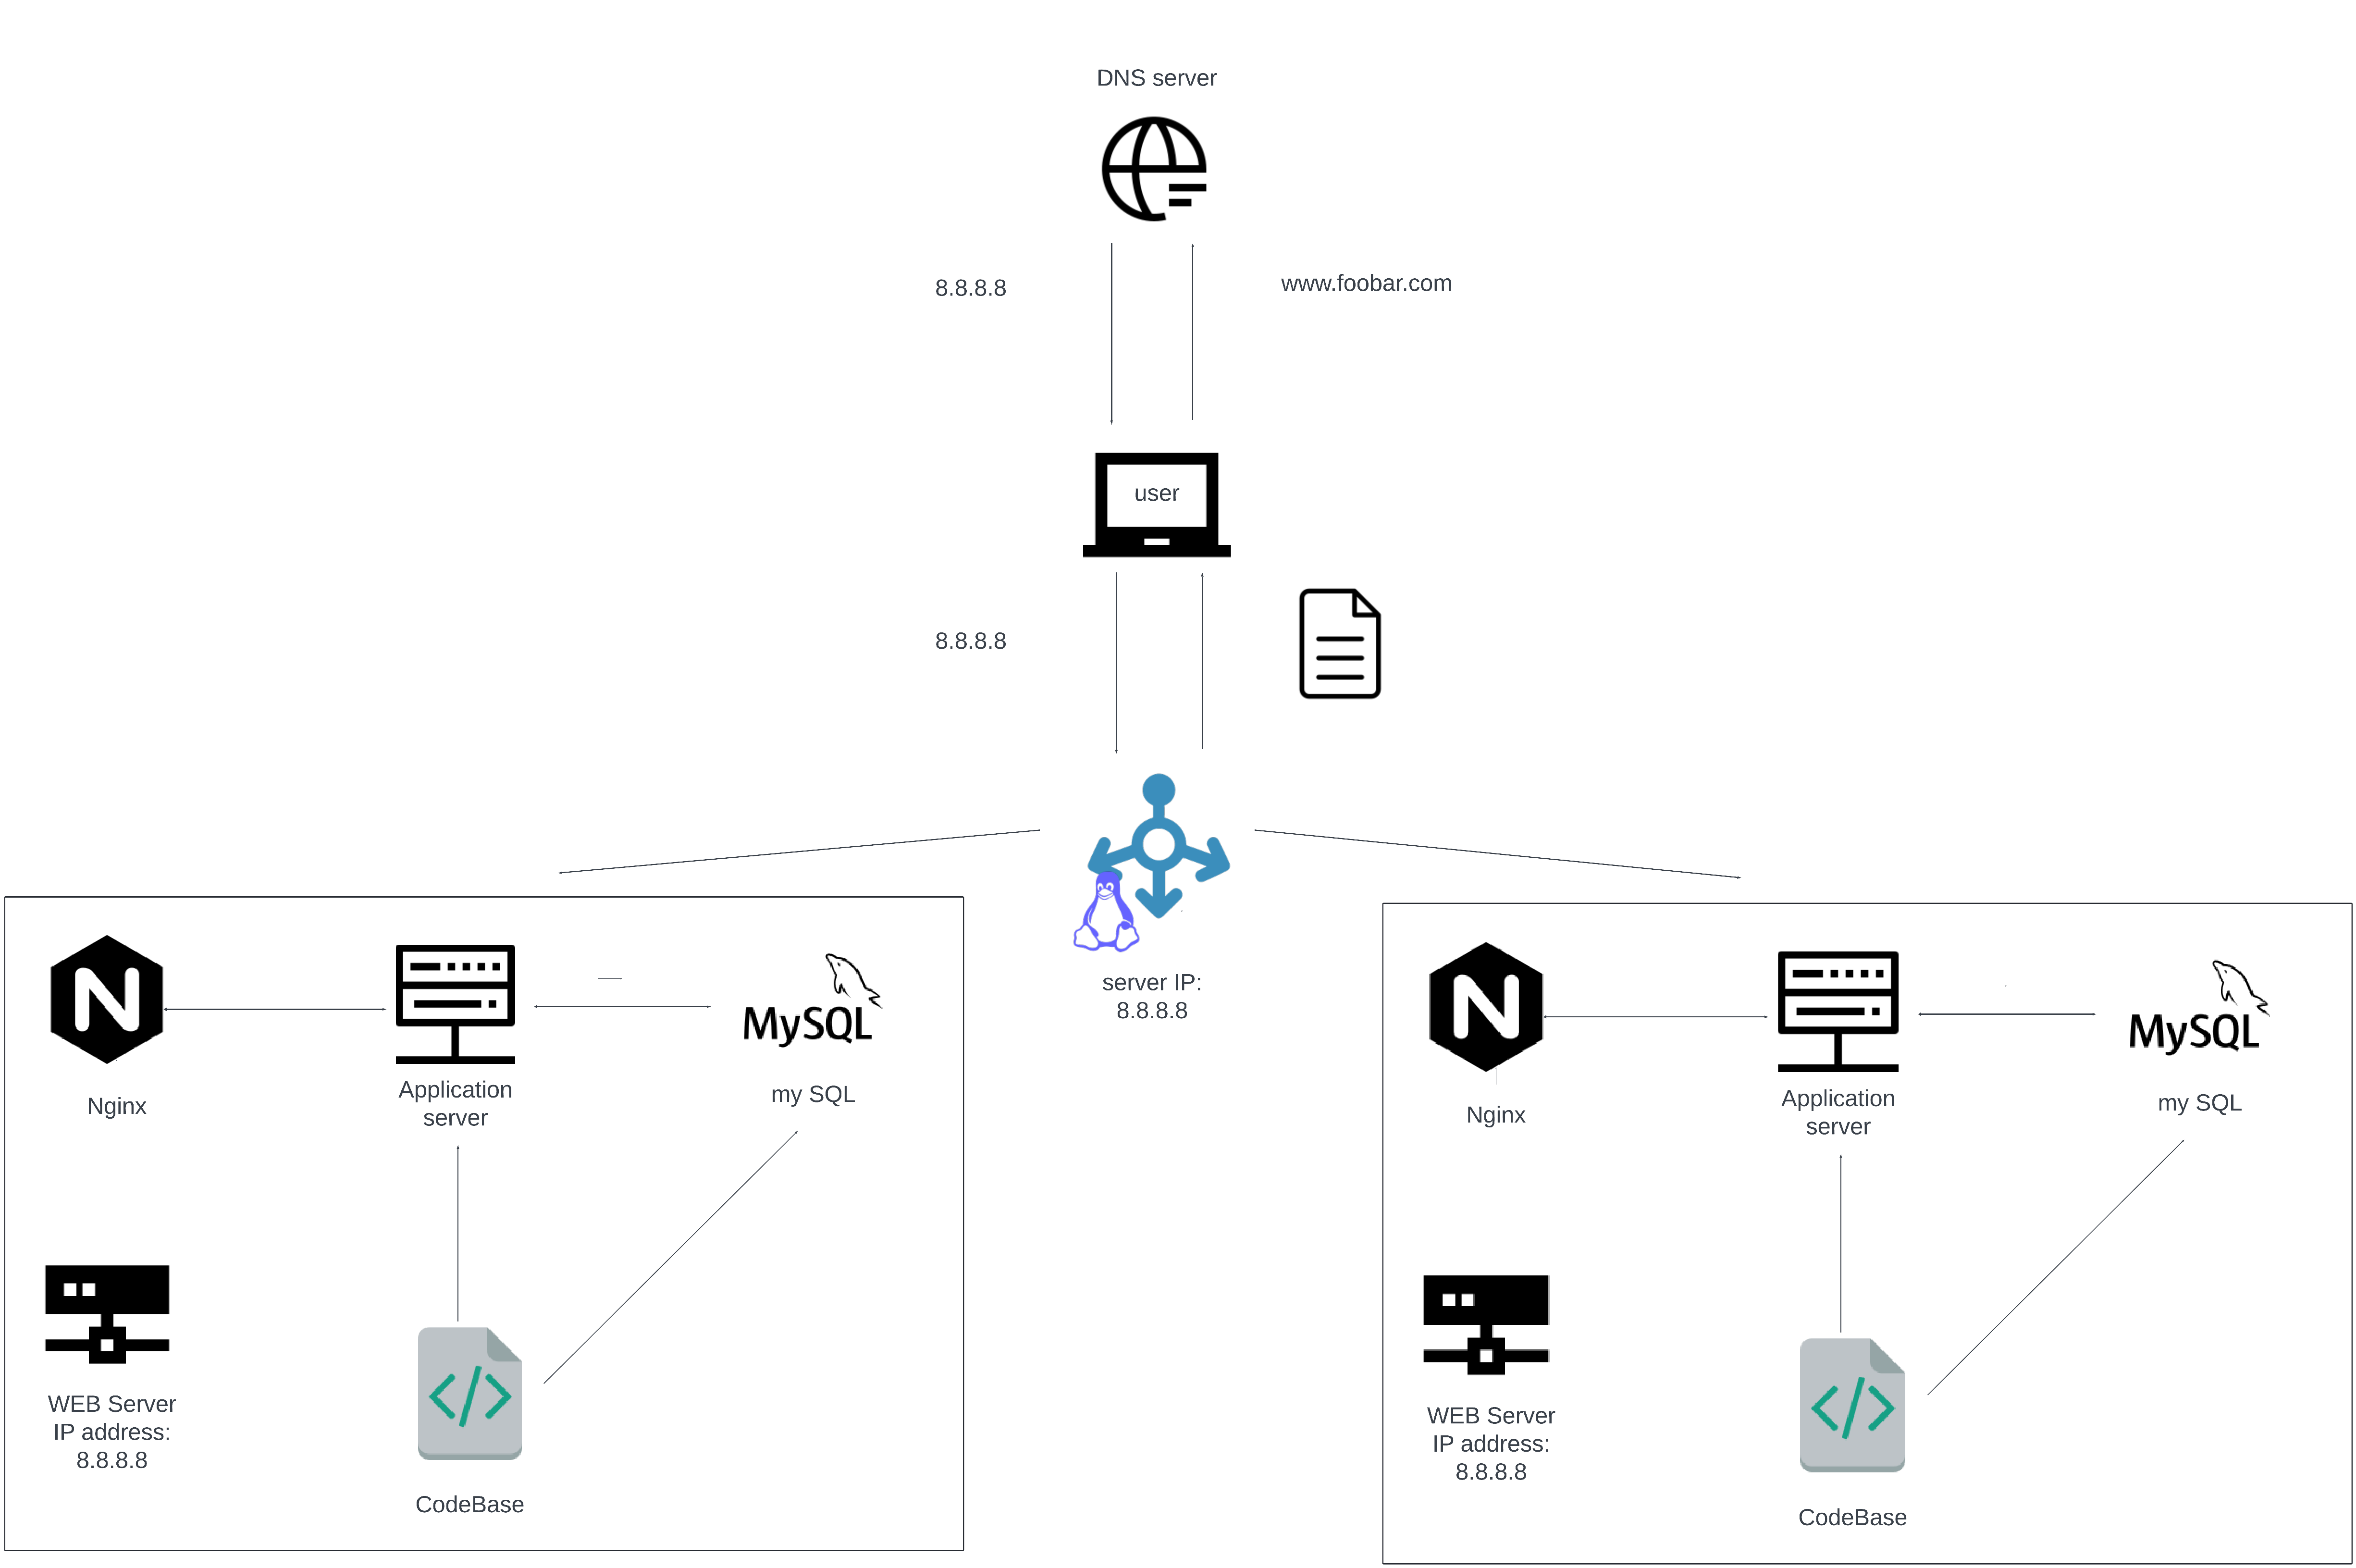 DNS server
8.8.8.8
www.foobar.com
user
8.8.8.8
server IP:
8.8.8.8
N
MySQL
Nginx
Application
server
my SQL
WEB Server
IP address:
8.8.8.8
CodeBase
N
MySQL
Nginx
Application
server
my SQL
WEB Server
IP address:
8.8.8.8
CodeBase